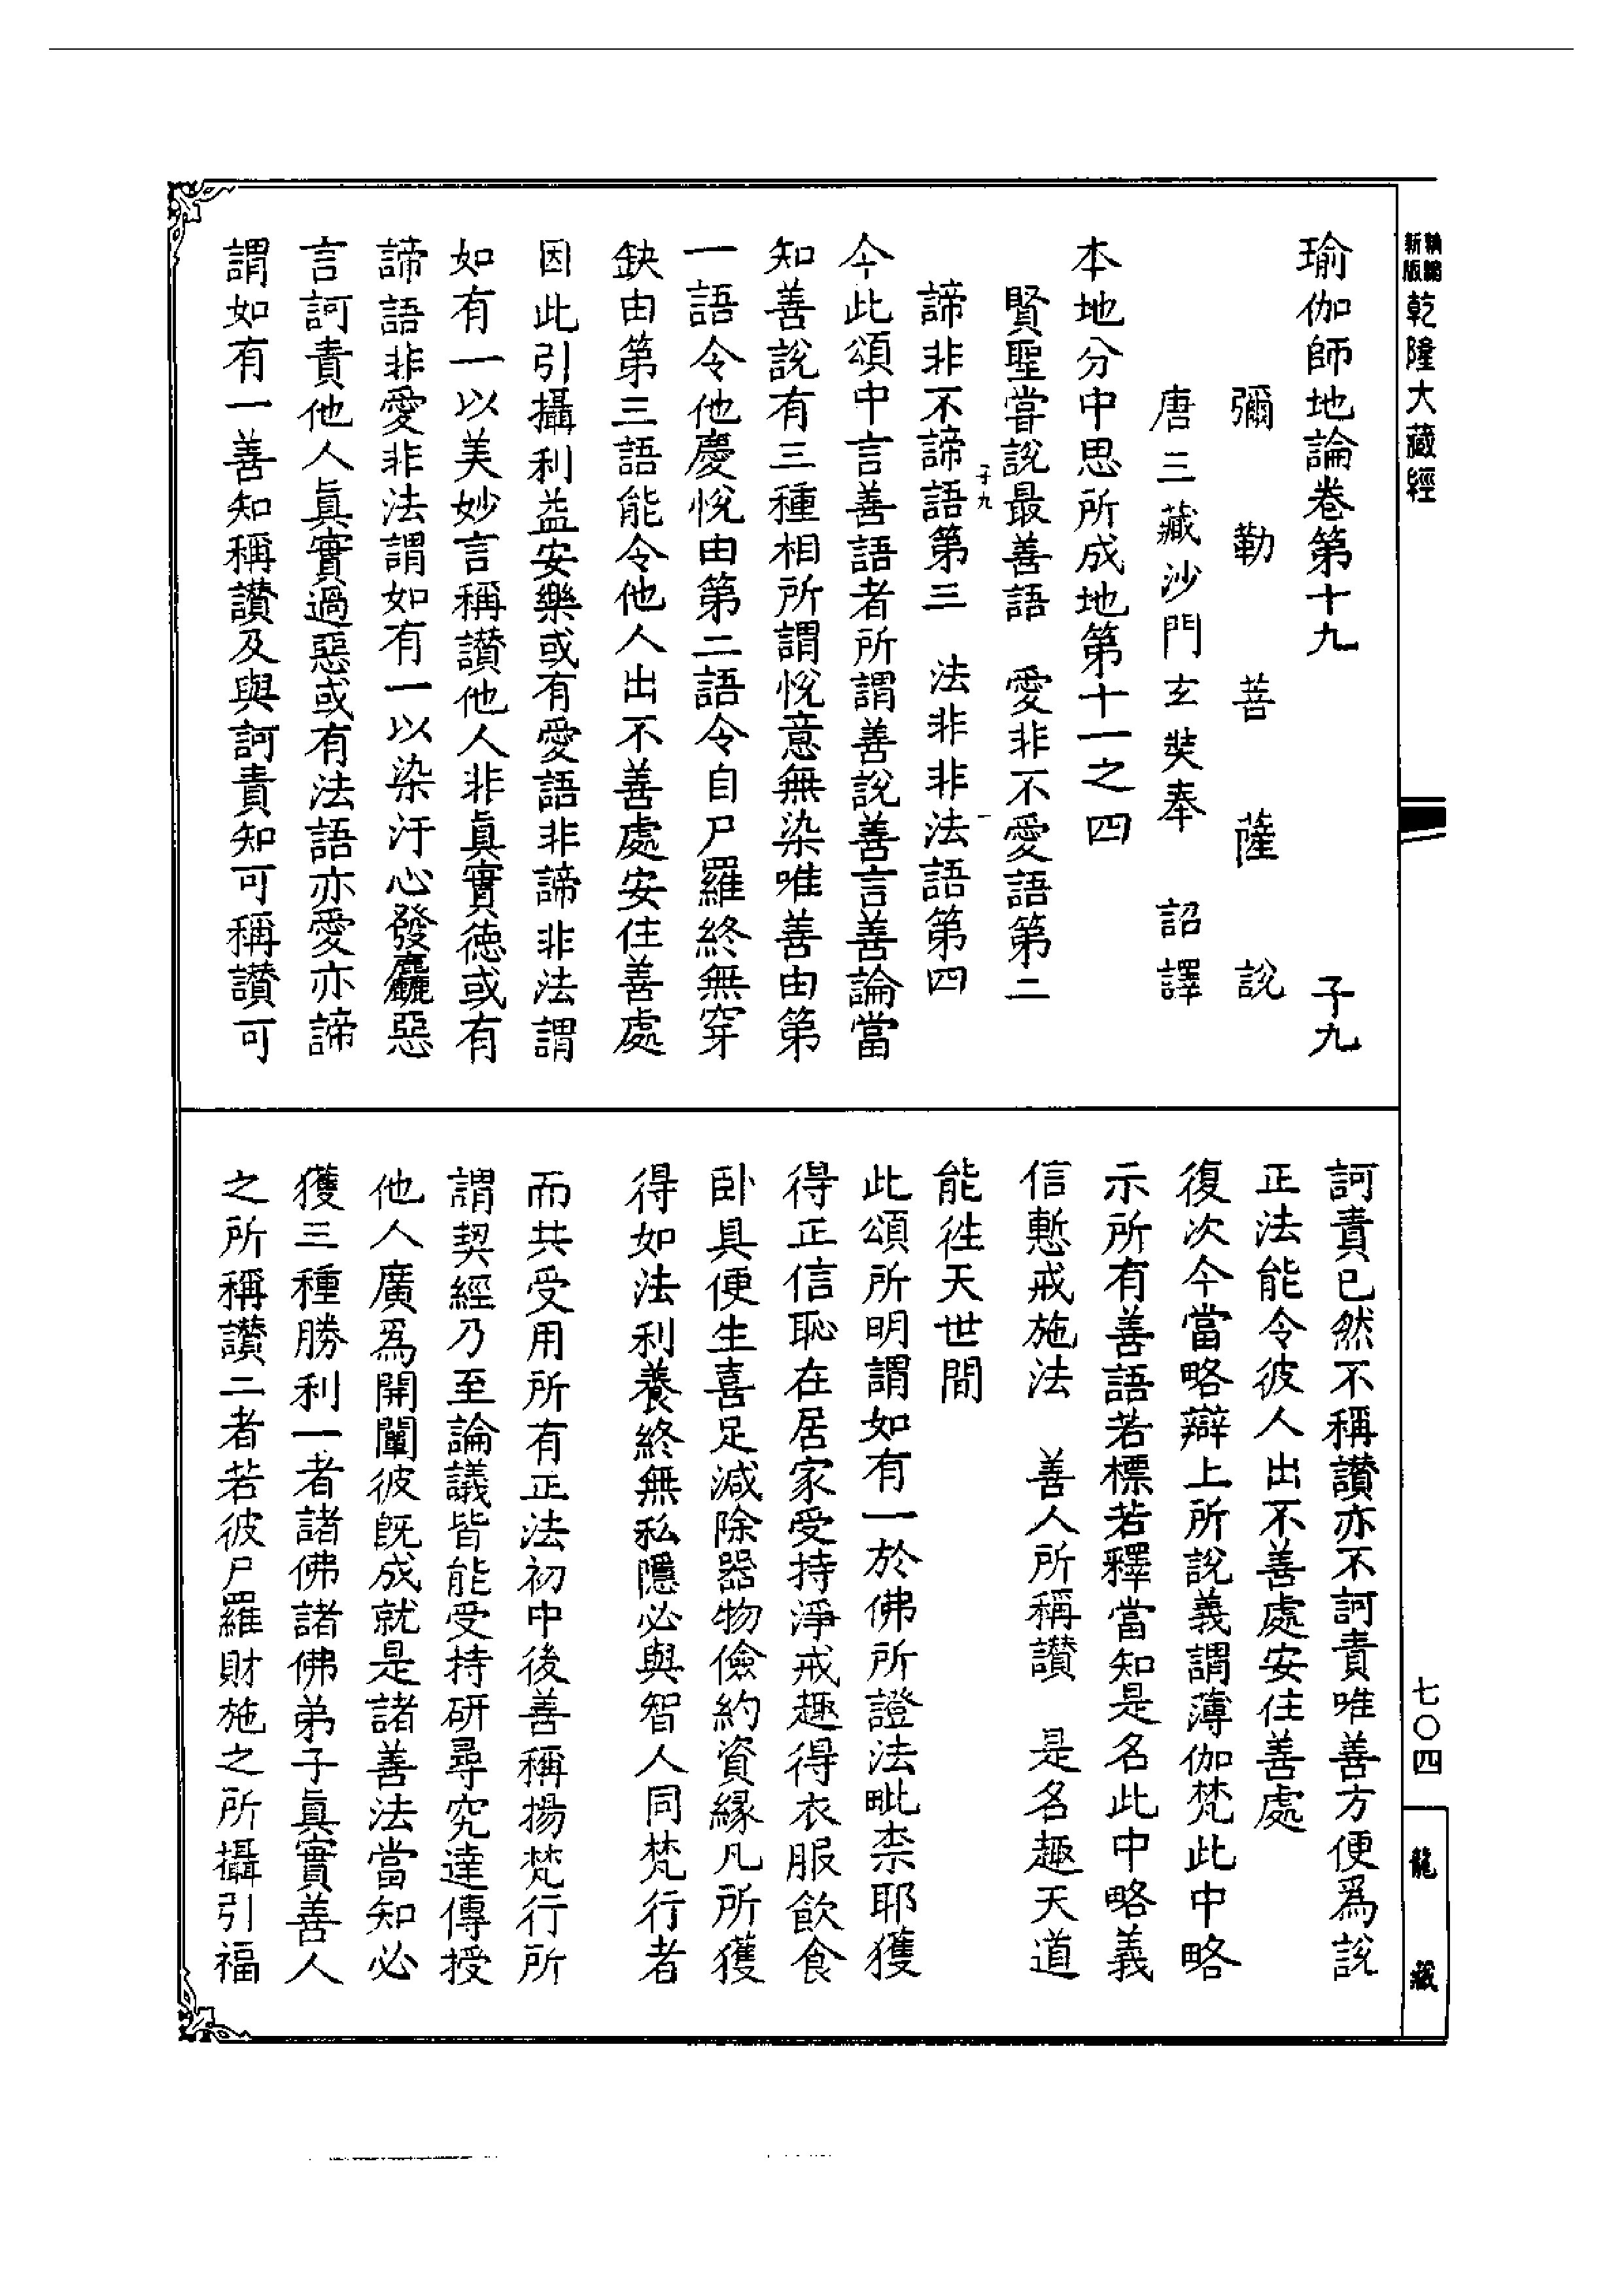 新編
新版
乾隆大藏經
瑜伽師地論卷第十九 子九
彌勒菩薩說
唐三藏沙門玄奘奉 詔譯
本地分中思所成地第十一之四
賢聖甞說最善語 愛非不愛語第二
諦非不諦語第三 法非非法語第四
子九
一
今此頌中言善語者所謂善說善言善論當
知善說有三種相所謂悅意無染唯善由第
一語令他慶悅由第二語令自尸羅終無穿
缺由第三語能令他人出不善處安住善處
因此引攝利益安樂或有愛語非諦非法謂
如有一以美妙言稱讚他人非眞實德或有
諦語非愛非法謂如有一以染汙心發麤惡
言訶責他人眞實過惡或有法語亦愛亦諦
謂如有一善知稱讚及與訶責知可稱讚可
訶責已然不稱讚亦不訶責唯善方便爲說
正法能令彼人出不善處安住善處
復次今當略辯上所說義謂薄伽梵此中略
示所有善語若標若釋當知是名此中略義
信慙戒施法 善人所稱讚 是名趣天道
能徃天世間
此頌所明謂如有一於佛所證法毗柰耶獲
得正信恥在居家受持淨戒趣得衣服飲食
臥具便生喜足減除器物儉約資緣凡所獲
得如法利養終無私隱必與智人同梵行者
而共受用所有正法初中後善稱揚梵行所
謂契經乃至論議皆能受持研尋究達傳授
他人廣爲開闡彼旣成就是諸善法當知必
獲三種勝利一者諸佛諸佛弟子眞實善人
之所稱讚二者若彼尸羅財施之所攝引福
七〇四
龍藏